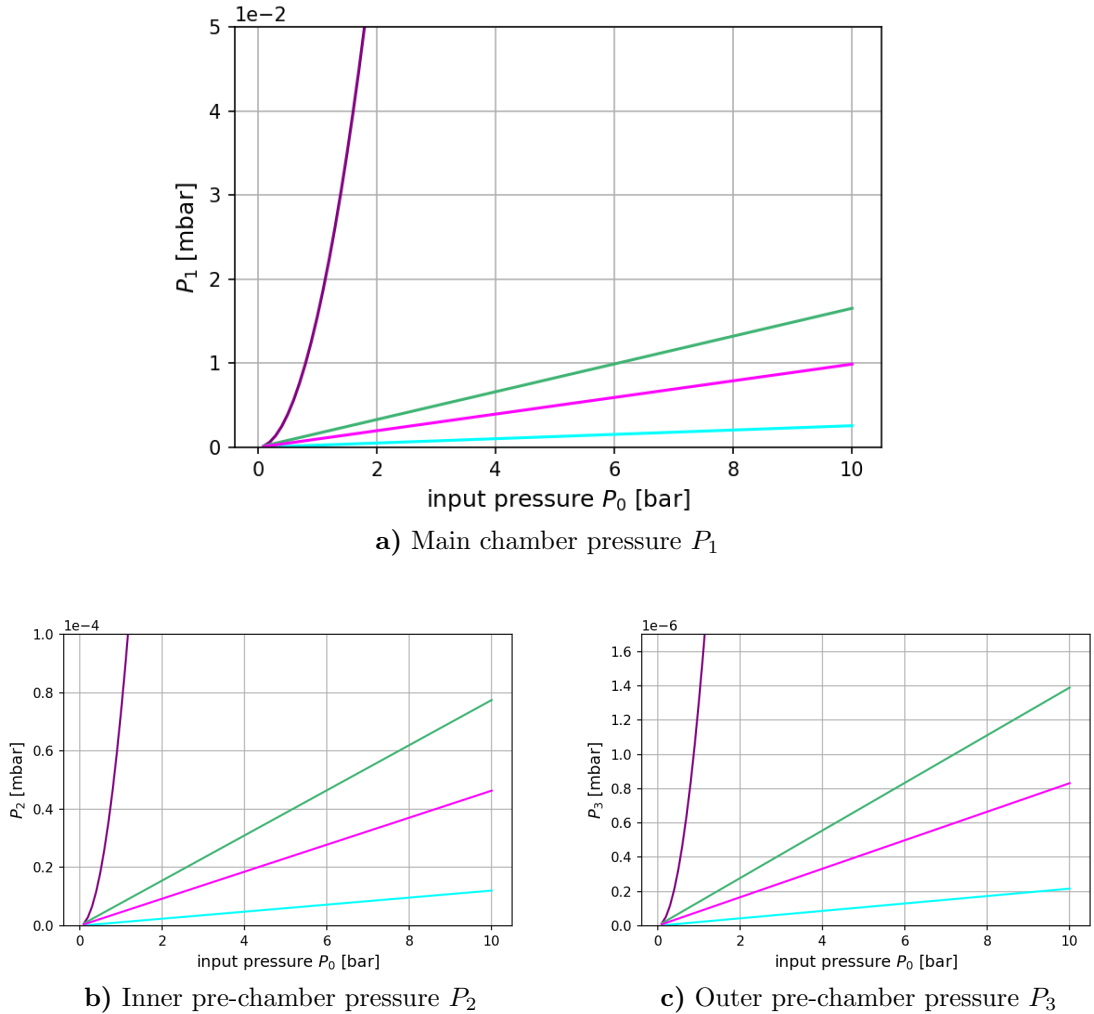 1e−2
5
4
3
2
1
0
P₁ [mbar]
0 2 4 6 8 10
input pressure P₀ [bar]
a) Main chamber pressure P₁
1e−4
1.0
0.8
0.6
0.4
0.2
0.0
P₂ [mbar]
0 2 4 6 8 10
input pressure P₀ [bar]
b) Inner pre-chamber pressure P₂
1e−6
1.6
1.4
1.2
1.0
0.8
0.6
0.4
0.2
0.0
P₃ [mbar]
0 2 4 6 8 10
input pressure P₀ [bar]
c) Outer pre-chamber pressure P₃